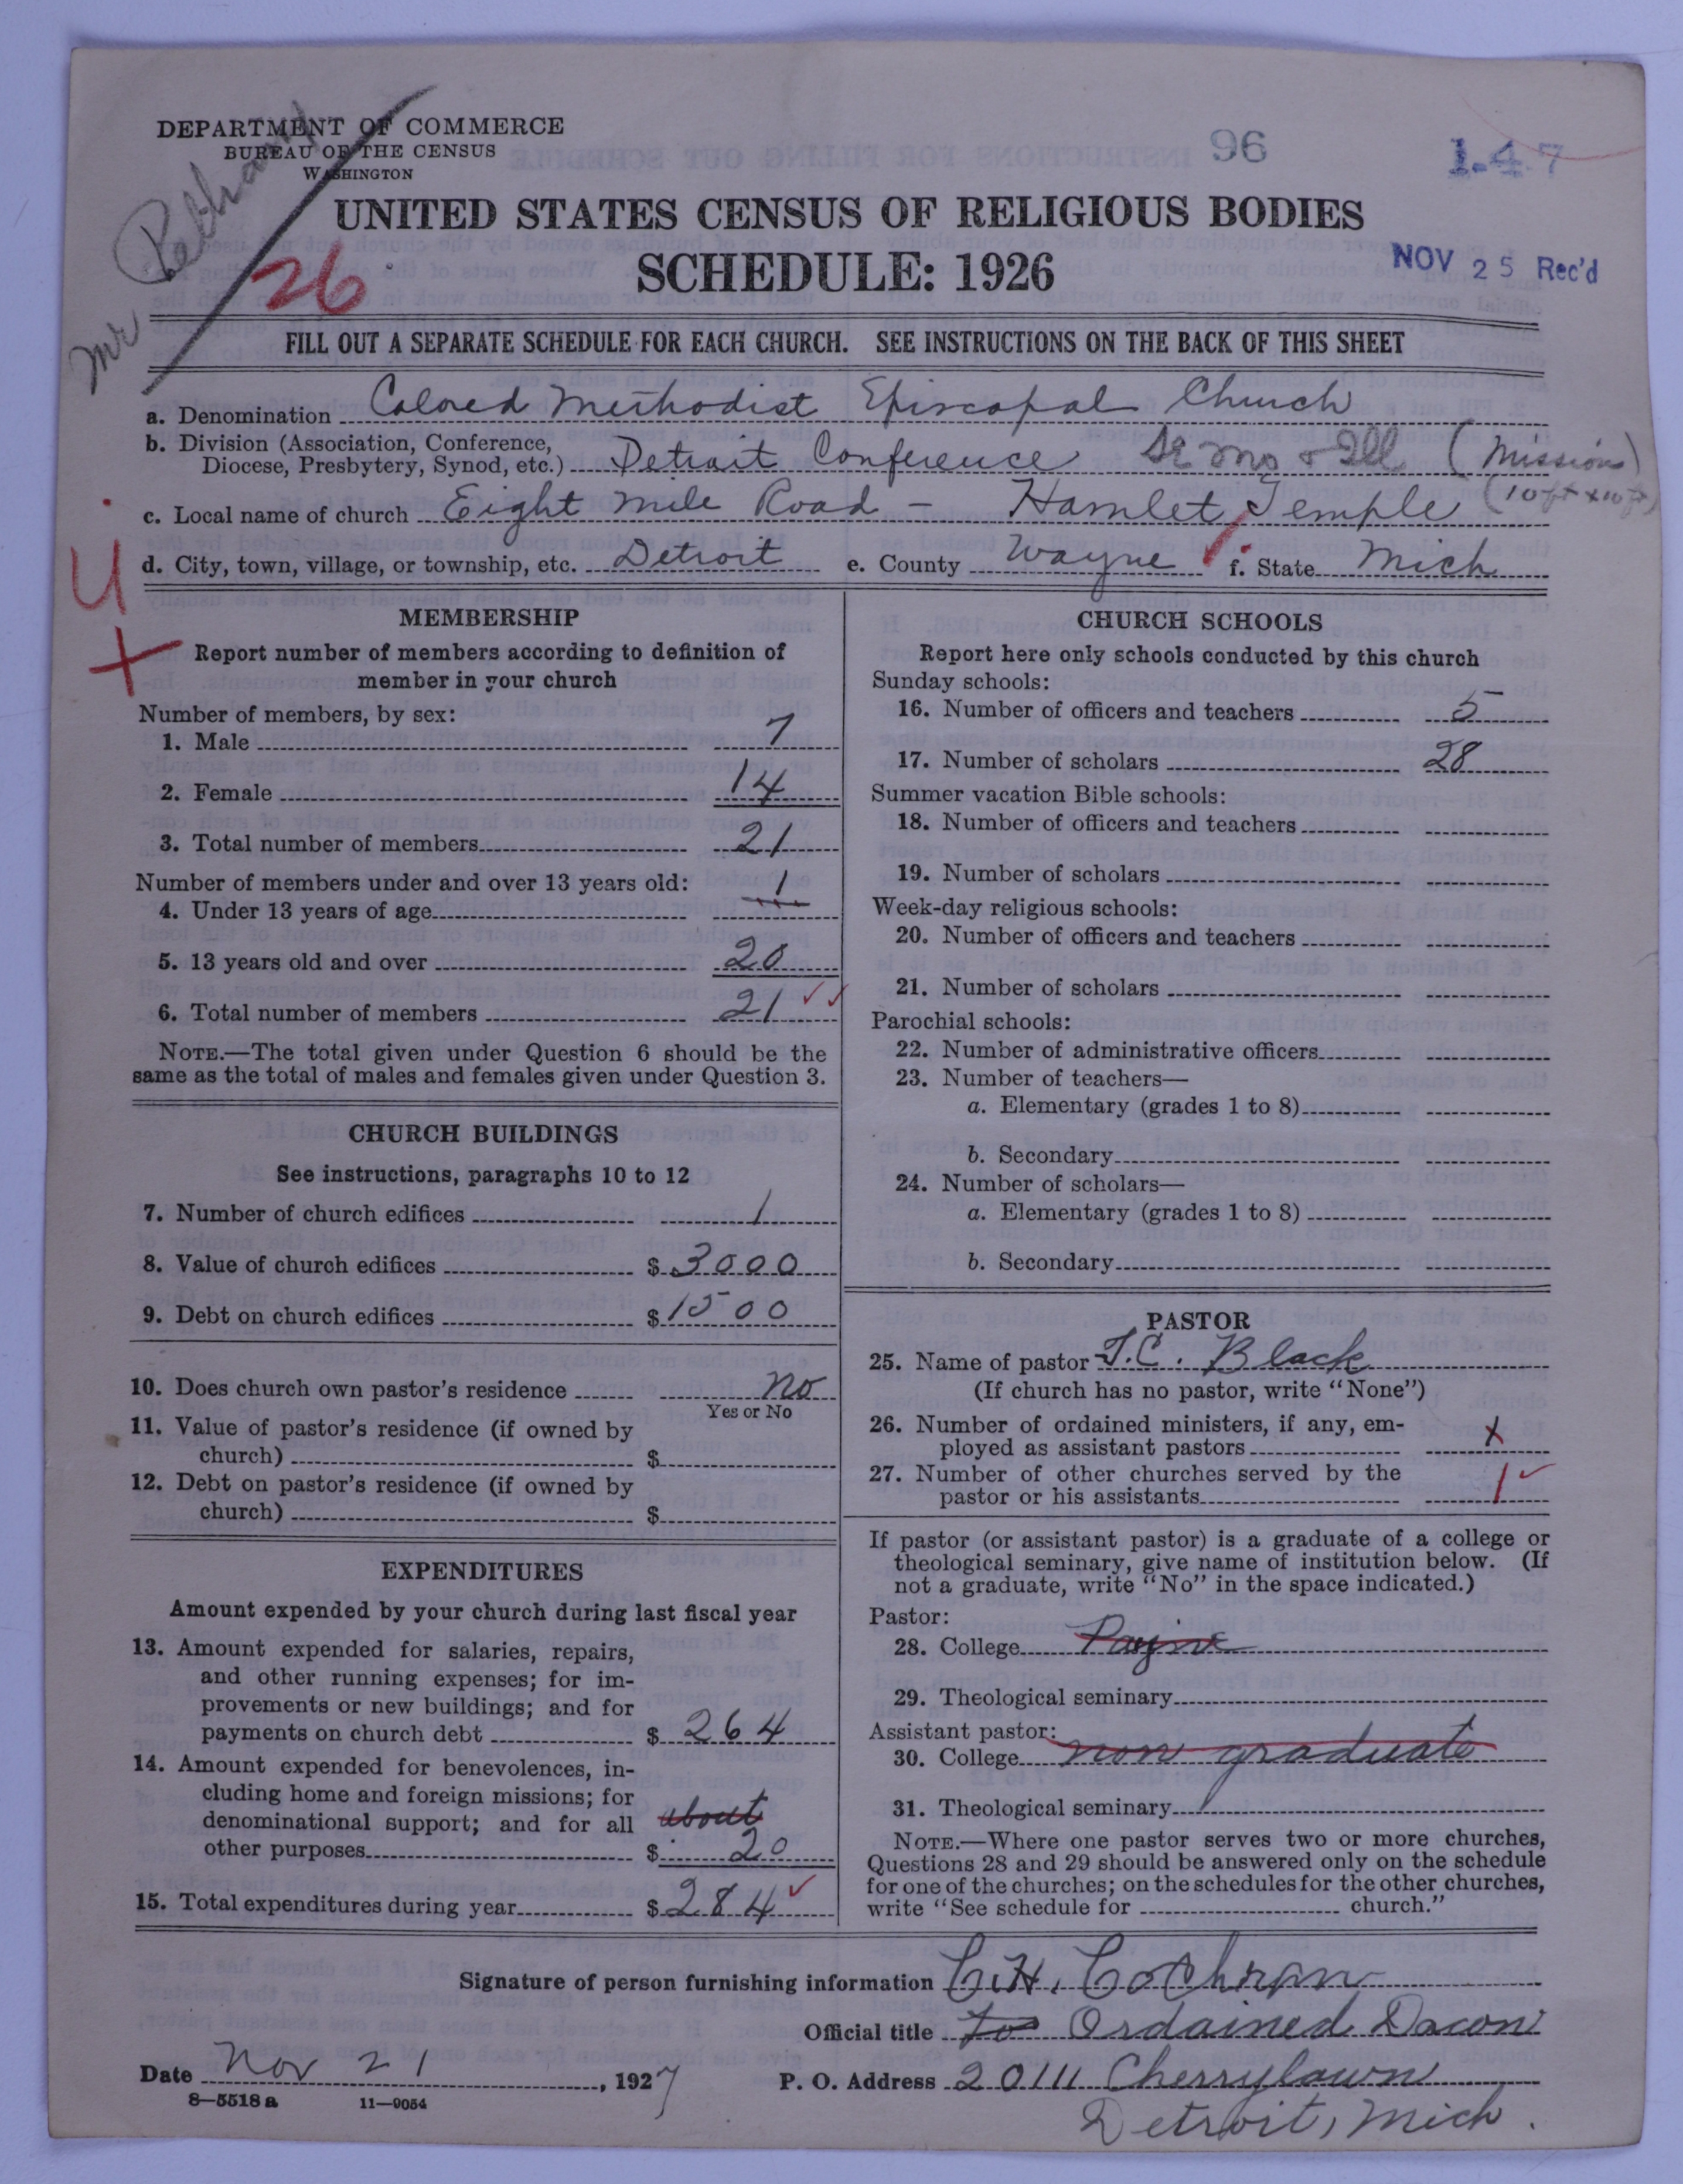 DEPARTMENT OF COMMERCE
BUREAU OF THE CENSUS
WASHINGTON
96
1-47
Mr Bethany
26
UNITED STATES CENSUS OF RELIGIOUS BODIES
SCHEDULE: 1926
NOV 25 Rec'd
FILL OUT A SEPARATE SCHEDULE FOR EACH CHURCH. SEE INSTRUCTIONS ON THE BACK OF THIS SHEET
a. Denomination Colored Methodist Episcopal Church
b. Division (Association, Conference,
Diocese, Presbytery, Synod, etc.) Detroit Conference SE Mo & Ill (Mission)
c. Local name of church Eight Mile Road - Hamlet Temple
d. City, town, village, or township, etc. Detroit e. County Wayne f. State Mich
MEMBERSHIP
Report number of members according to definition of
member in your church
Number of members, by sex:
1. Male 7
2. Female 14
3. Total number of members 21
Number of members under and over 13 years old:
4. Under 13 years of age 1
5. 13 years old and over 20
6. Total number of members 21
NOTE.—The total given under Question 6 should be the
same as the total of males and females given under Question 3.
CHURCH BUILDINGS
See instructions, paragraphs 10 to 12
7. Number of church edifices 1
8. Value of church edifices $3000
9. Debt on church edifices $1500
10. Does church own pastor's residence no
Yes or No
11. Value of pastor's residence (if owned by
church) $
12. Debt on pastor's residence (if owned by
church) $
EXPENDITURES
Amount expended by your church during last fiscal year
13. Amount expended for salaries, repairs,
and other running expenses; for im-
provements or new buildings; and for
payments on church debt $264
14. Amount expended for benevolences, in-
cluding home and foreign missions; for
denominational support; and for all about
other purposes $20
15. Total expenditures during year $284
CHURCH SCHOOLS
Report here only schools conducted by this church
Sunday schools:
16. Number of officers and teachers 5
17. Number of scholars 28
Summer vacation Bible schools:
18. Number of officers and teachers
19. Number of scholars
Week-day religious schools:
20. Number of officers and teachers
21. Number of scholars
Parochial schools:
22. Number of administrative officers
23. Number of teachers—
a. Elementary (grades 1 to 8)
b. Secondary
24. Number of scholars—
a. Elementary (grades 1 to 8)
b. Secondary
PASTOR
25. Name of pastor T.C. Black
(If church has no pastor, write "None")
26. Number of ordained ministers, if any, em-
ployed as assistant pastors x
27. Number of other churches served by the
pastor or his assistants 1
If pastor (or assistant pastor) is a graduate of a college or
theological seminary, give name of institution below. (If
not a graduate, write "No" in the space indicated.)
Pastor:
28. College Payne
29. Theological seminary
Assistant pastor:
30. College non graduate
31. Theological seminary
NOTE.—Where one pastor serves two or more churches,
Questions 28 and 29 should be answered only on the schedule
for one of the churches; on the schedules for the other churches,
write "See schedule for church."
Signature of person furnishing information C.H. Cochran
Official title to Ordained Dacon
Date Nov 21, 1927
P. O. Address 20111 Cherrylawn
Detroit, Mich.
8—5518 a 11—9054